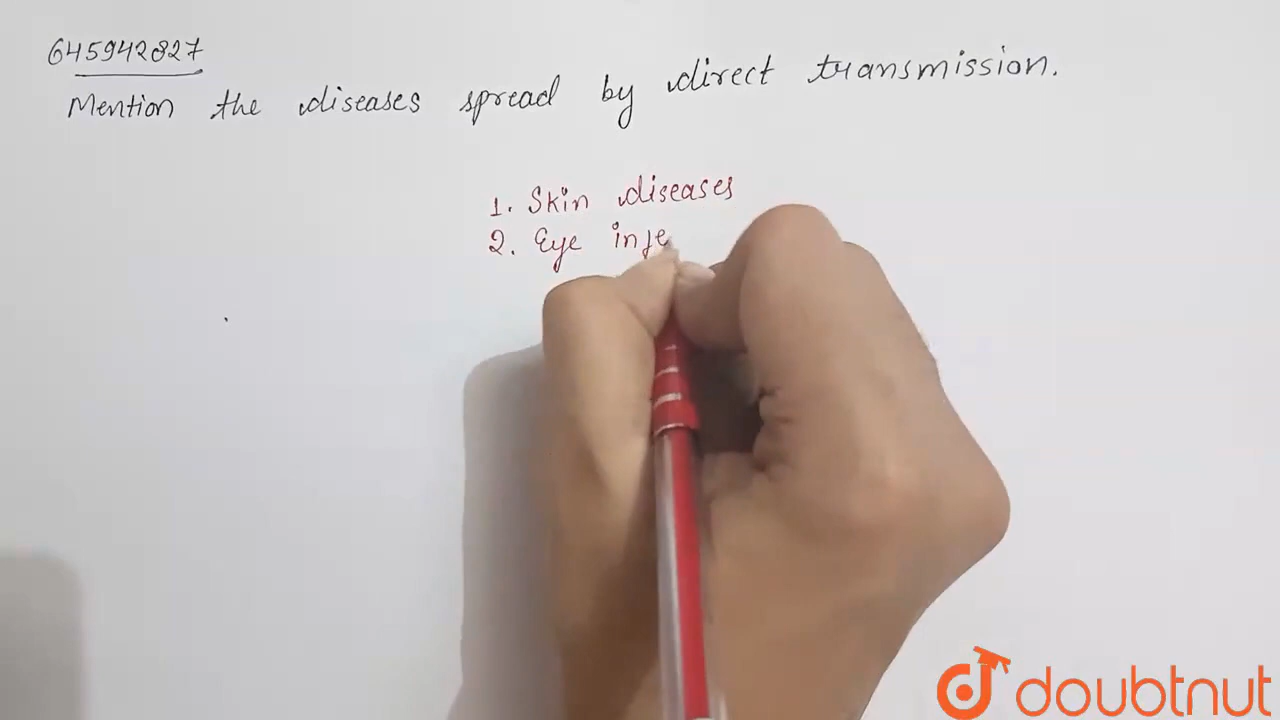 645942827
Mention the diseases spread by direct transmission.
1. Skin diseases
2. Eye infe
doubtnut